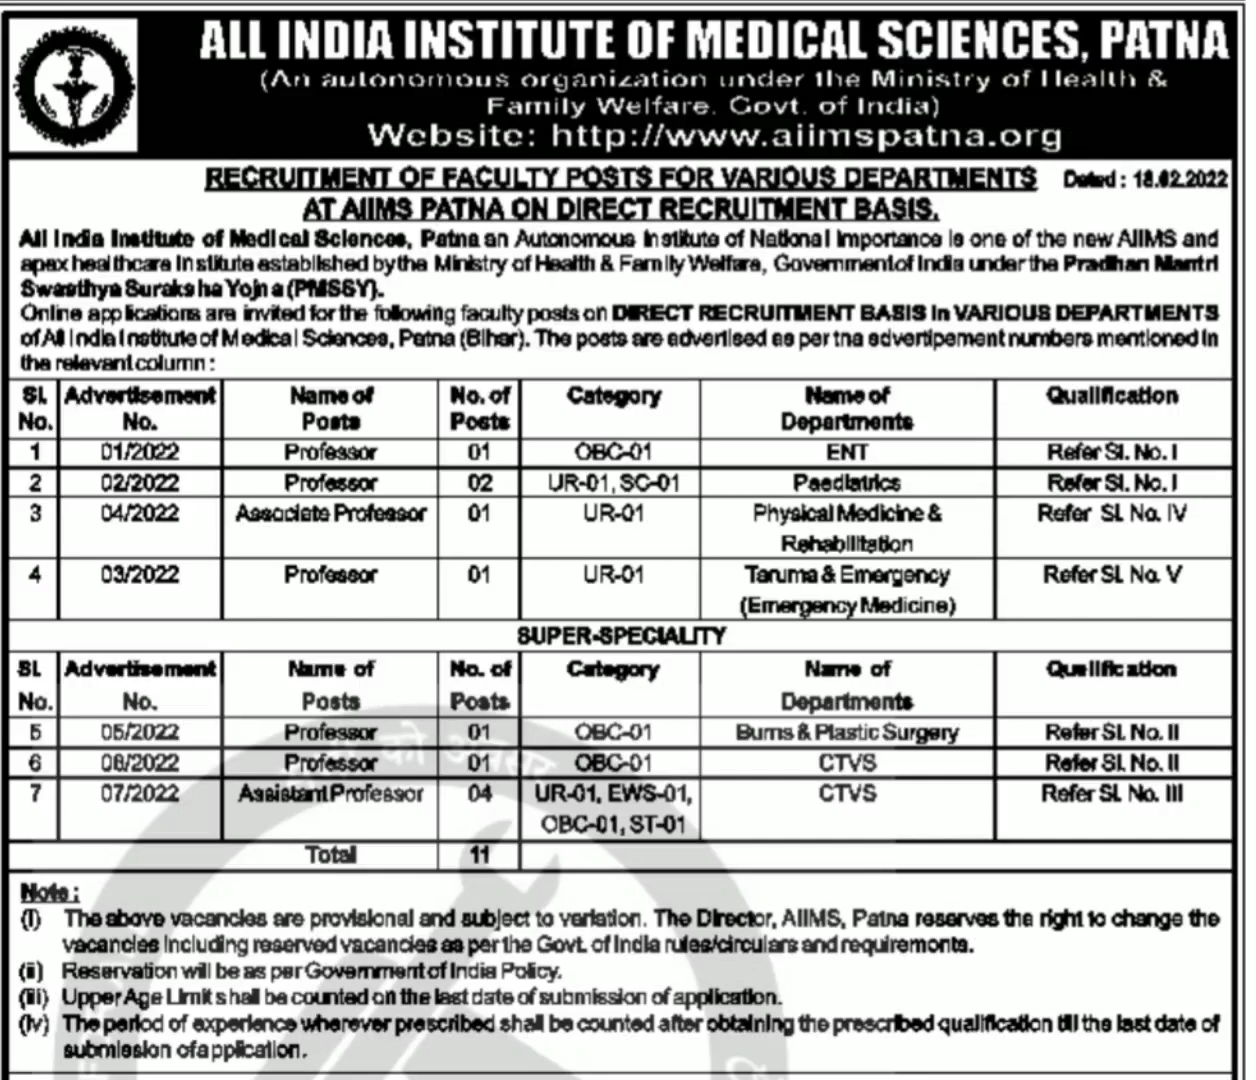 ALL INDIA INSTITUTE OF MEDICAL SCIENCES, PATNA
(An autonomous organization under the Ministry of Health &
Family Welfare. Govt. of India)
Website: http://www.aiimspatna.org
RECRUITMENT OF FACULTY POSTS FOR VARIOUS DEPARTMENTS Dated : 18.02.2022
AT AIIMS PATNA ON DIRECT RECRUITMENT BASIS.
All India Institute of Medical Sciences, Patna an Autonomous Institute of National Importance is one of the new AIIMS and
apex healthcare Institute established by the Ministry of Health & Family Welfare, Government of India under the Pradhan Mantri
Swasthya Suraksha Yojna (PMSSY).
Online applications are invited for the following faculty posts on DIRECT RECRUITMENT BASIS in VARIOUS DEPARTMENTS
of All India Institute of Medical Sciences, Patna (Bihar). The posts are advertised as per tna advertipement numbers mentioned in
the relevant column :
Sl. Advertisement Name of No. of Category Name of Qualification
No. No. Posts Posts Departments
1 01/2022 Professor 01 OBC-01 ENT Refer Sl. No. I
2 02/2022 Professor 02 UR-01, SC-01 Paediatrics Refer Sl. No. I
3 04/2022 Associate Professor 01 UR-01 Physical Medicine & Refer Sl. No. IV
Rehabilitation
4 03/2022 Professor 01 UR-01 Taruma & Emergency Refer Sl. No. V
(Emergency Medicine)
SUPER-SPECIALITY
Sl. Advertisement Name of No. of Category Name of Qualification
No. No. Posts Posts Departments
5 05/2022 Professor 01 OBC-01 Burns & Plastic Surgery Refer Sl. No. II
6 06/2022 Professor 01 OBC-01 CTVS Refer Sl. No. II
7 07/2022 Assistant Professor 04 UR-01, EWS-01, CTVS Refer Sl. No. III
OBC-01, ST-01
Total 11
Note :
(i) The above vacancies are provisional and subject to variation. The Director, AIIMS, Patna reserves the right to change the
vacancies including reserved vacancies as per the Govt. of India rules/circulars and requiremonts.
(ii) Reservation will be as per Government of India Policy.
(iii) Upper Age Limit shall be counted on the last date of submission of application.
(iv) The period of experience wherever prescribed shall be counted after obtaining the prescribed qualification till the last date of
submission of application.